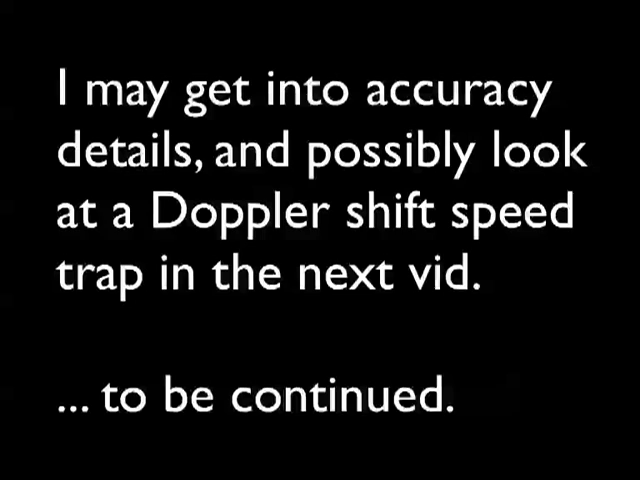 I may get into accuracy
details, and possibly look
at a Doppler shift speed
trap in the next vid.
... to be continued.